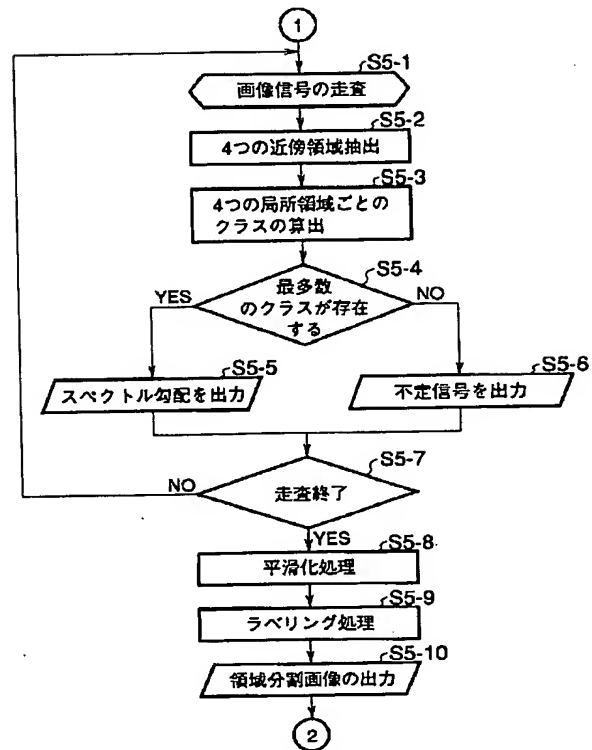 1
S5-1
画像信号の走査
S5-2
4つの近傍領域抽出
S5-3
4つの局所領域ごとの
クラスの算出
S5-4
最多数
のクラスが存在
する
YES
NO
S5-5
スペクトル勾配を出力
S5-6
不定信号を出力
S5-7
走査終了
NO
YES
S5-8
平滑化処理
S5-9
ラベリング処理
S5-10
領域分割画像の出力
2